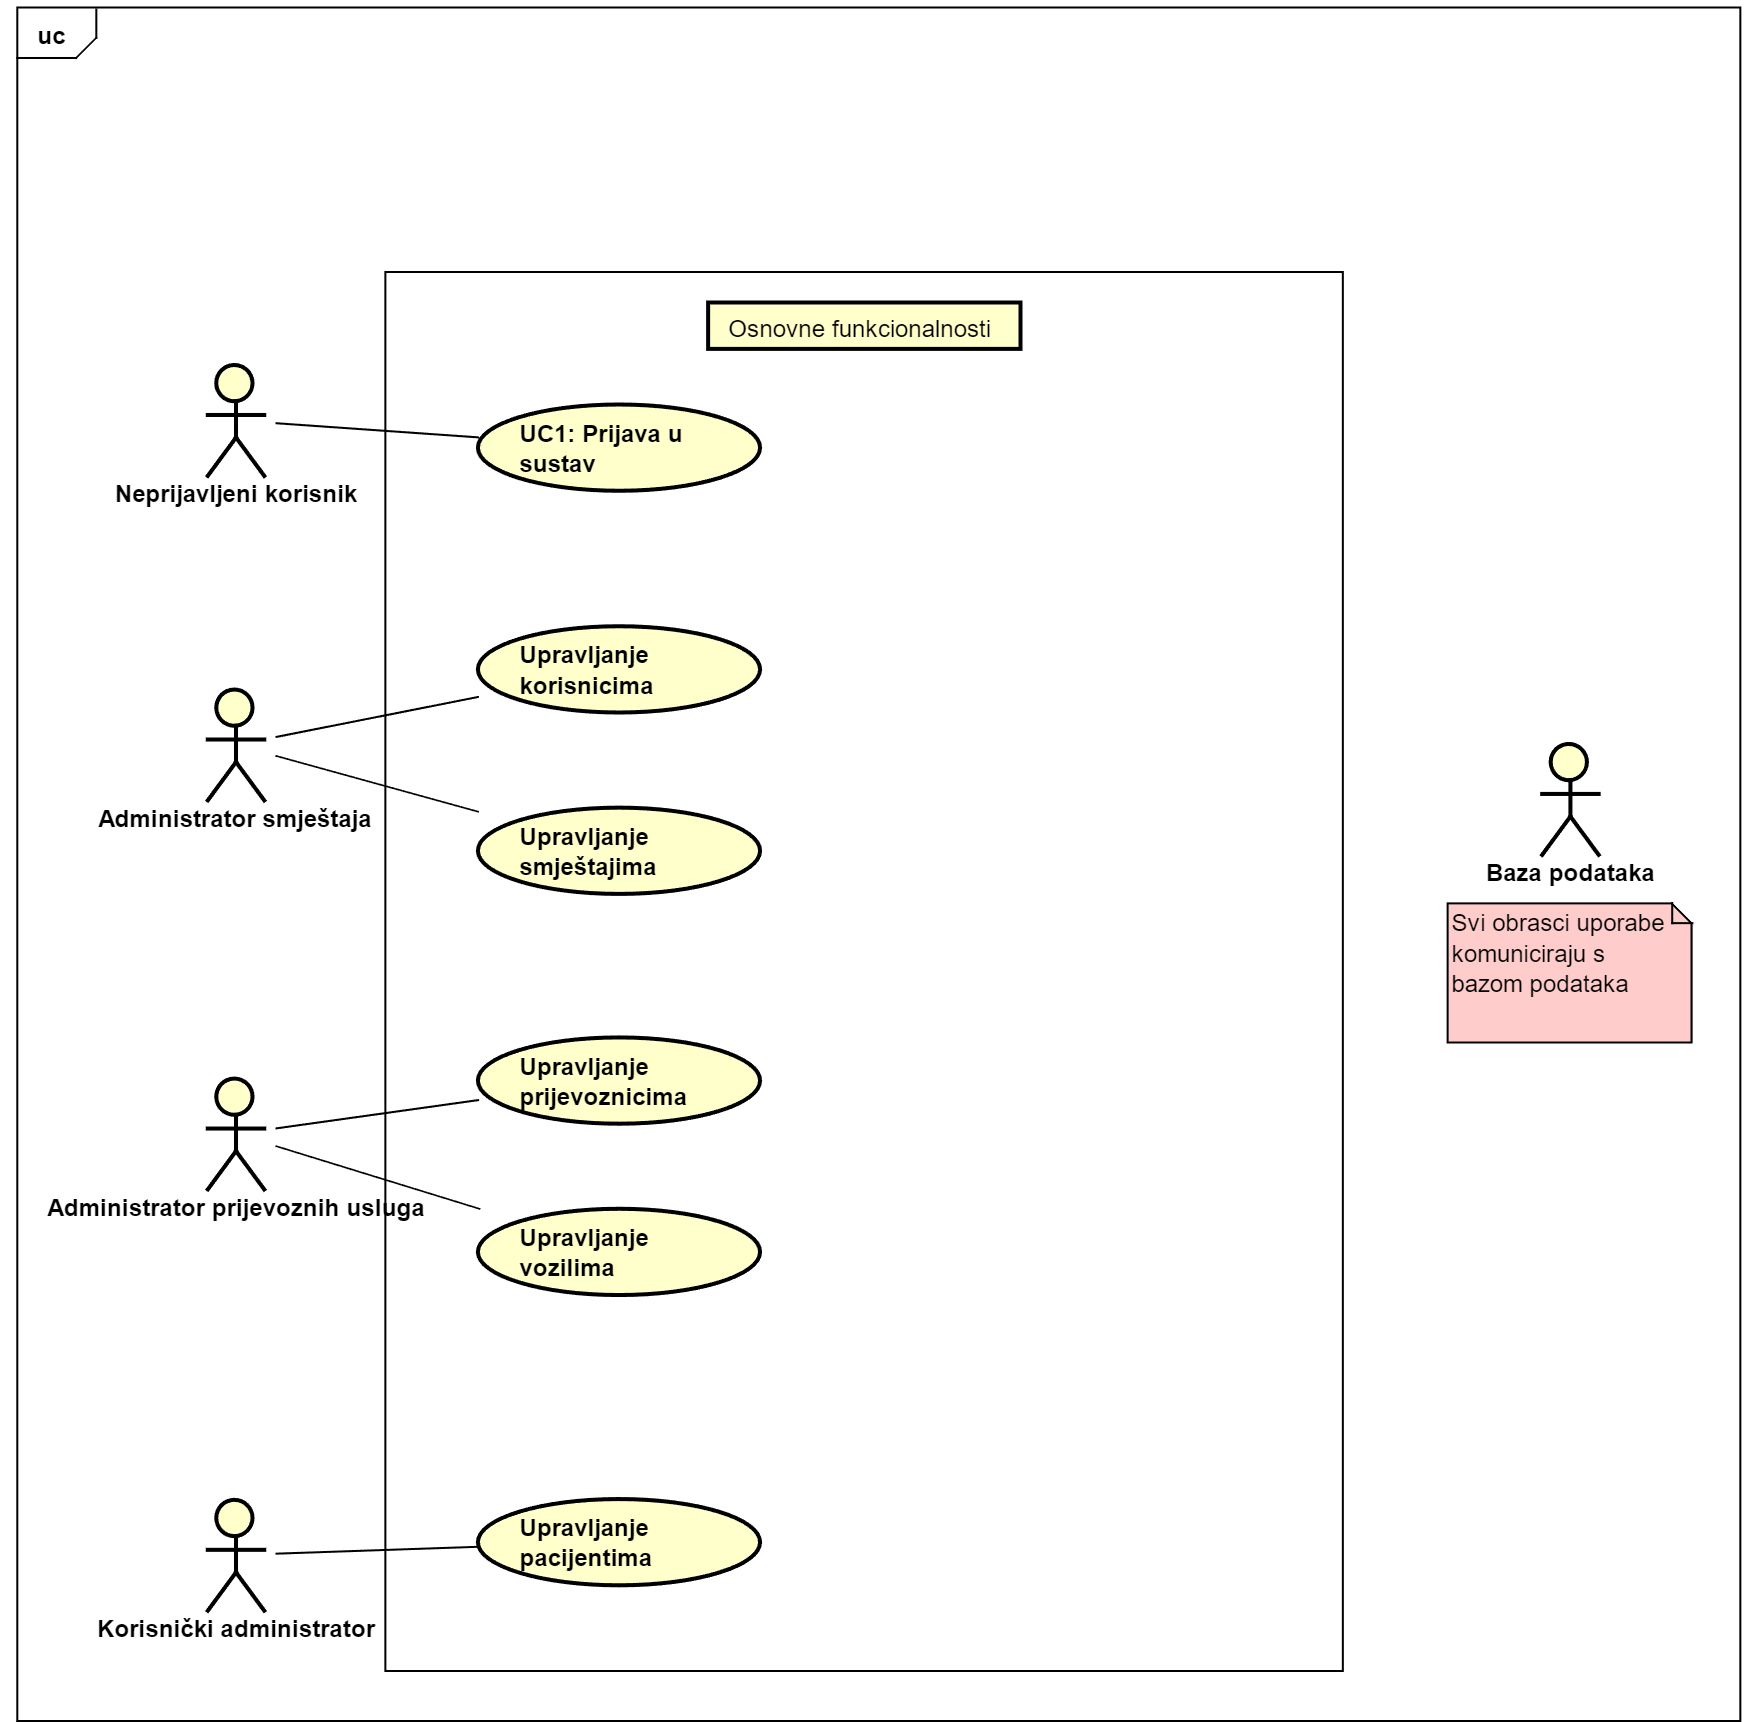 uc
Osnovne funkcionalnosti
UC1: Prijava u
sustav
Neprijavljeni korisnik
Upravljanje
korisnicima
Administrator smještaja
Upravljanje
smještajima
Baza podataka
Svi obrasci uporabe
komuniciraju s
bazom podataka
Upravljanje
prijevoznicima
Administrator prijevoznih usluga
Upravljanje
vozilima
Upravljanje
pacijentima
Korisnički administrator